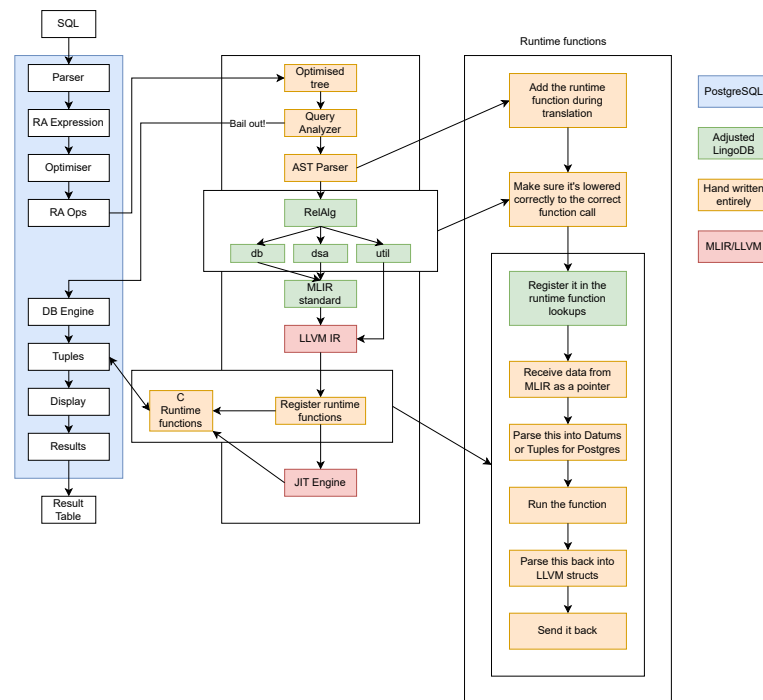 SQL
Parser
RA Expression
Optimiser
RA Ops
DB Engine
Tuples
Display
Results
Result
Table
Bail out!
Optimised
tree
Query
Analyzer
AST Parser
RelAlg
db
dsa
util
MLIR
standard
LLVM IR
C
Runtime
functions
Register runtime
functions
JIT Engine
Runtime functions
Add the runtime
function during
translation
Make sure it's lowered
correctly to the correct
function call
Register it in the
runtime function
lookups
Receive data from
MLIR as a pointer
Parse this into Datums
or Tuples for Postgres
Run the function
Parse this back into
LLVM structs
Send it back
PostgreSQL
Adjusted
LingoDB
Hand written
entirely
MLIR/LLVM